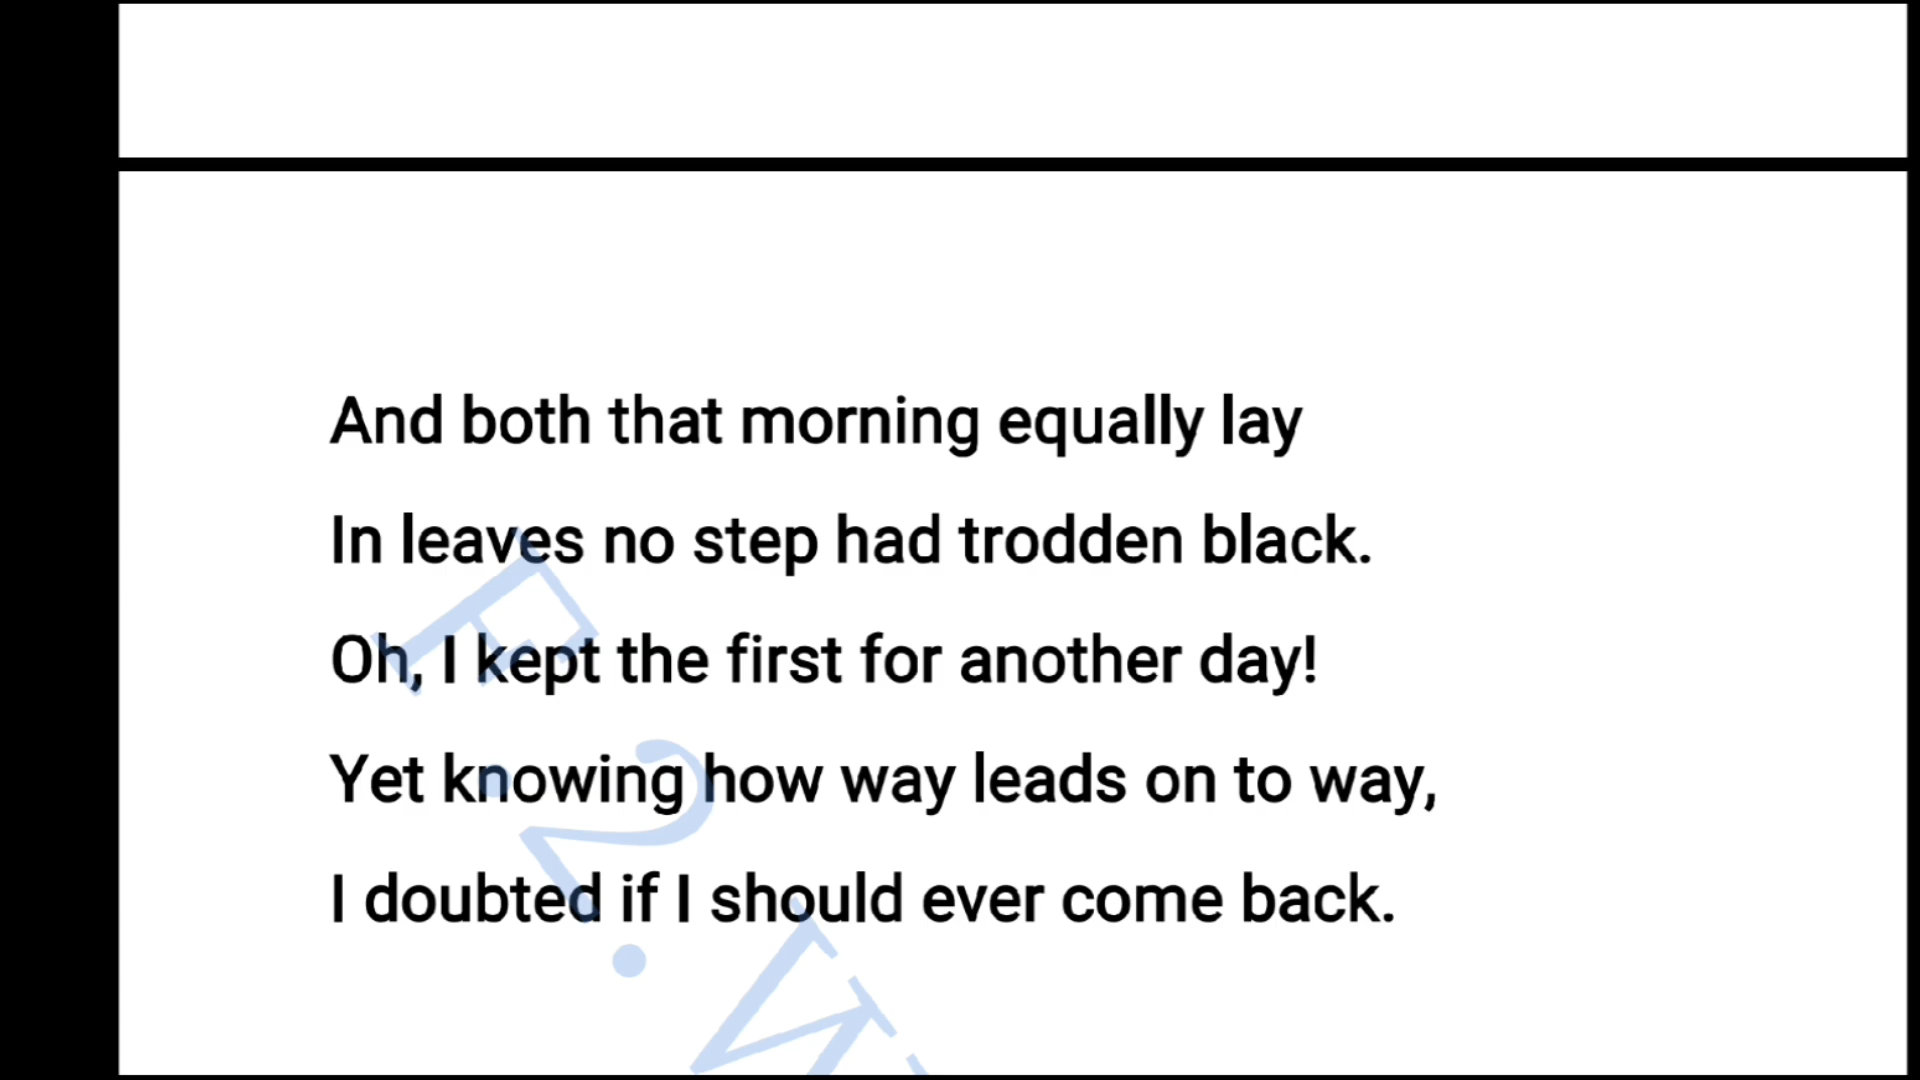 And both that morning equally lay
In leaves no step had trodden black.
Oh, I kept the first for another day!
Yet knowing how way leads on to way,
I doubted if I should ever come back.
F.2.W